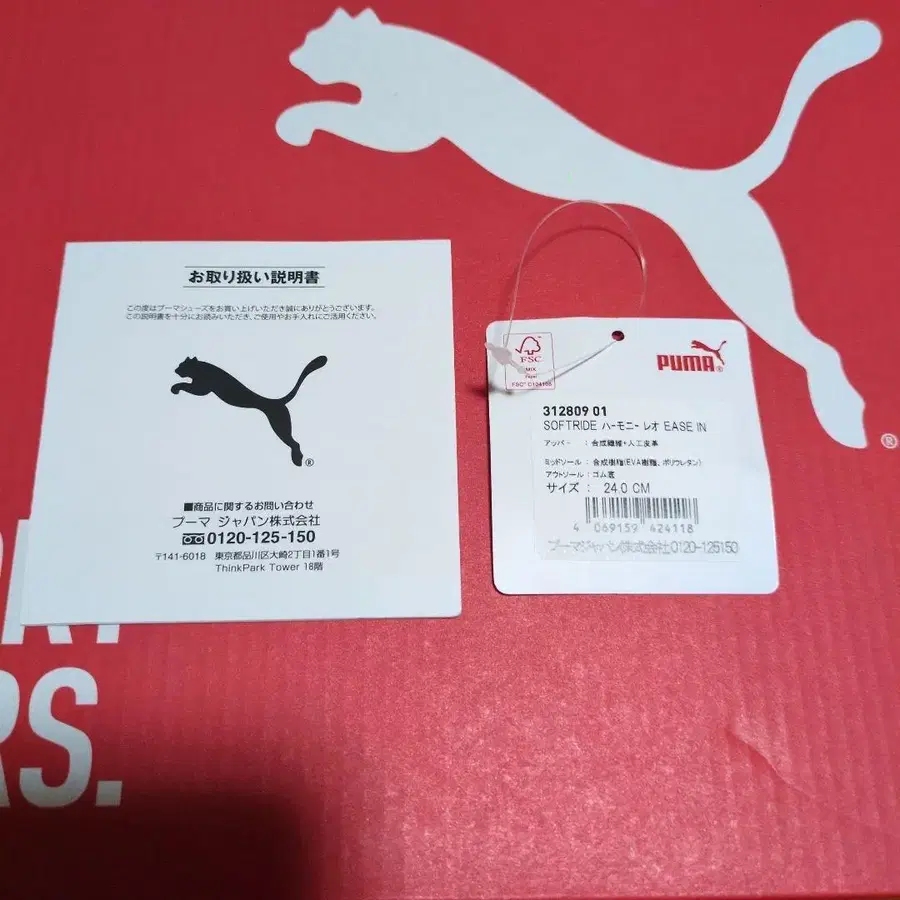 お取り扱い説明書
この度はプーマシューズをお買い上げいただき誠にありがとうございます。
この説明書を十分にお読みいただき、ご使用やお手入れにご活用ください。
®
■商品に関するお問い合わせ
プーマ ジャパン株式会社
0120-125-150
〒141-6018 東京都品川区大崎2丁目1番1号
ThinkPark Tower 18階
FSC
MIX
Paper
FSC® C104155
PUMA®
312809 01
SOFTRIDE ハーモニー レオ EASE IN
アッパー : 合成繊維+人工皮革
ミッドソール : 合成樹脂(EVA樹脂、ポリウレタン)
アウトソール : ゴム底
サイズ : 24.0 CM
4 069159 424118
プーマジャパン(株式会社)0120-125150
®
RS.